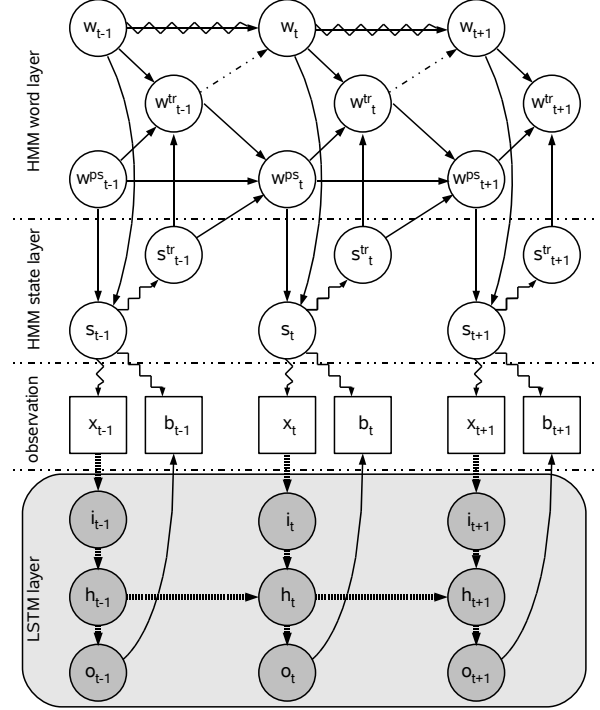 HMM word layer
w_{t-1} w_t w_{t+1}
w^{tr}_{t-1} w^{tr}_t w^{tr}_{t+1}
w^{ps}_{t-1} w^{ps}_t w^{ps}_{t+1}
HMM state layer
s^{tr}_{t-1} s^{tr}_t s^{tr}_{t+1}
s_{t-1} s_t s_{t+1}
observation
x_{t-1} b_{t-1} x_t b_t x_{t+1} b_{t+1}
LSTM layer
i_{t-1} i_t i_{t+1}
h_{t-1} h_t h_{t+1}
o_{t-1} o_t o_{t+1}